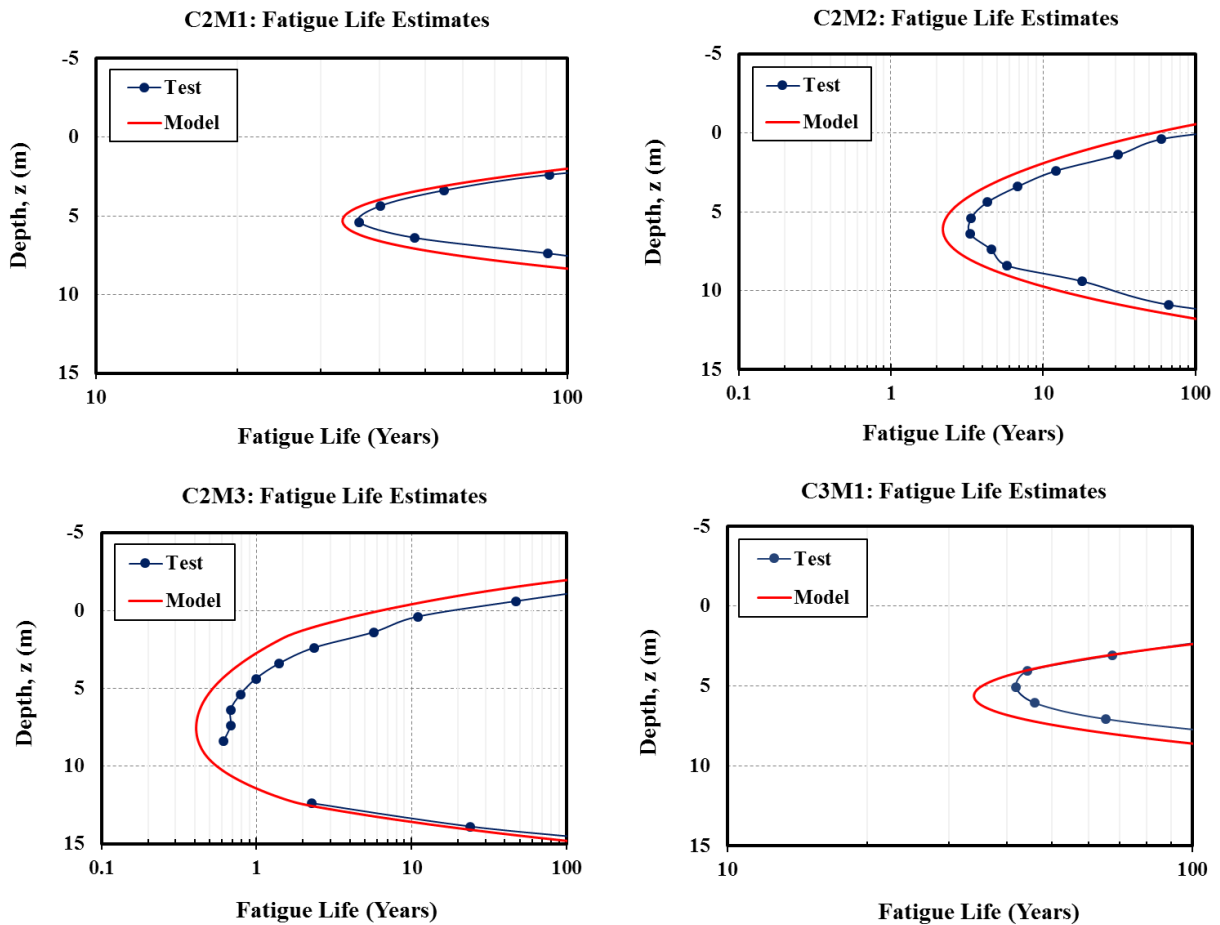 C2M1: Fatigue Life Estimates
-5
0
5
10
15
Depth, z (m)
Test
Model
10
100
Fatigue Life (Years)
C2M2: Fatigue Life Estimates
-5
0
5
10
15
Depth, z (m)
Test
Model
0.1
1
10
100
Fatigue Life (Years)
C2M3: Fatigue Life Estimates
-5
0
5
10
15
Depth, z (m)
Test
Model
0.1
1
10
100
Fatigue Life (Years)
C3M1: Fatigue Life Estimates
-5
0
5
10
15
Depth, z (m)
Test
Model
10
100
Fatigue Life (Years)